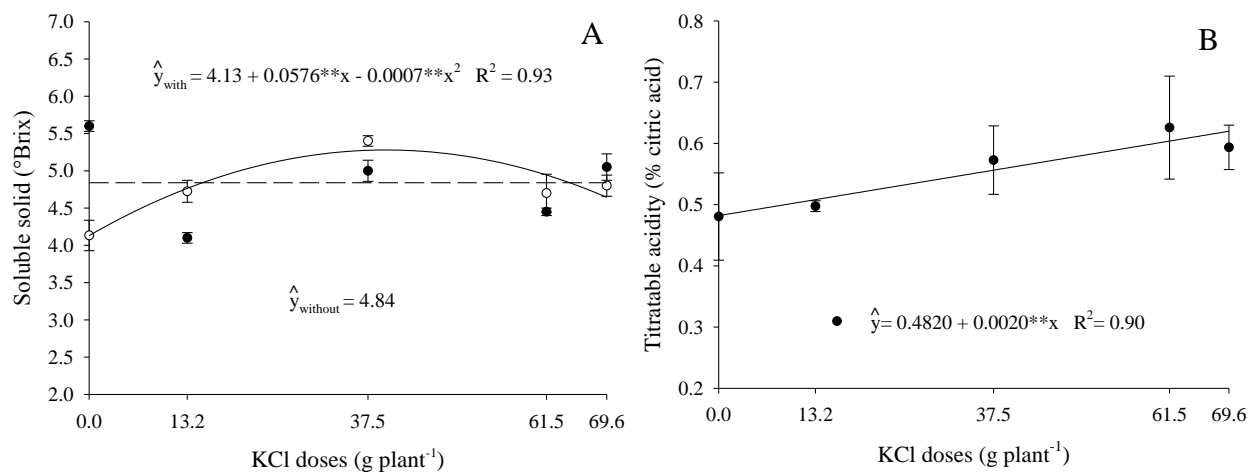 A
ŷwith = 4.13 + 0.0576**x - 0.0007**x² R² = 0.93
ŷwithout = 4.84
Soluble solid (°Brix)
7.0
6.5
6.0
5.5
5.0
4.5
4.0
3.5
3.0
2.5
2.0
0.0 13.2 37.5 61.5 69.6
KCl doses (g plant⁻¹)
B
Titratable acidity (% citric acid)
0.8
0.7
0.6
0.5
0.4
0.3
0.2
ŷ= 0.4820 + 0.0020**x R²= 0.90
0.0 13.2 37.5 61.5 69.6
KCl doses (g plant⁻¹)